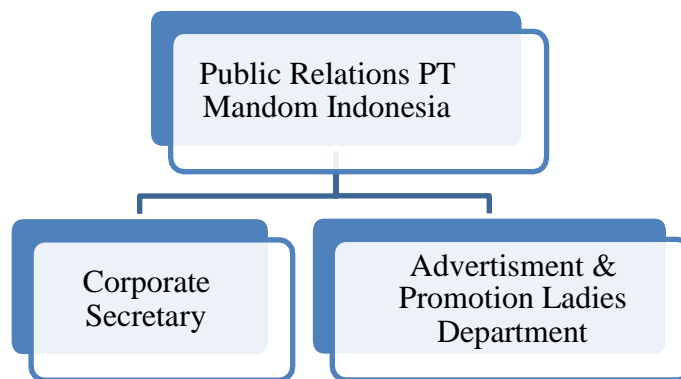 Public Relations PT
Mandom Indonesia
Corporate
Secretary
Advertisment &
Promotion Ladies
Department